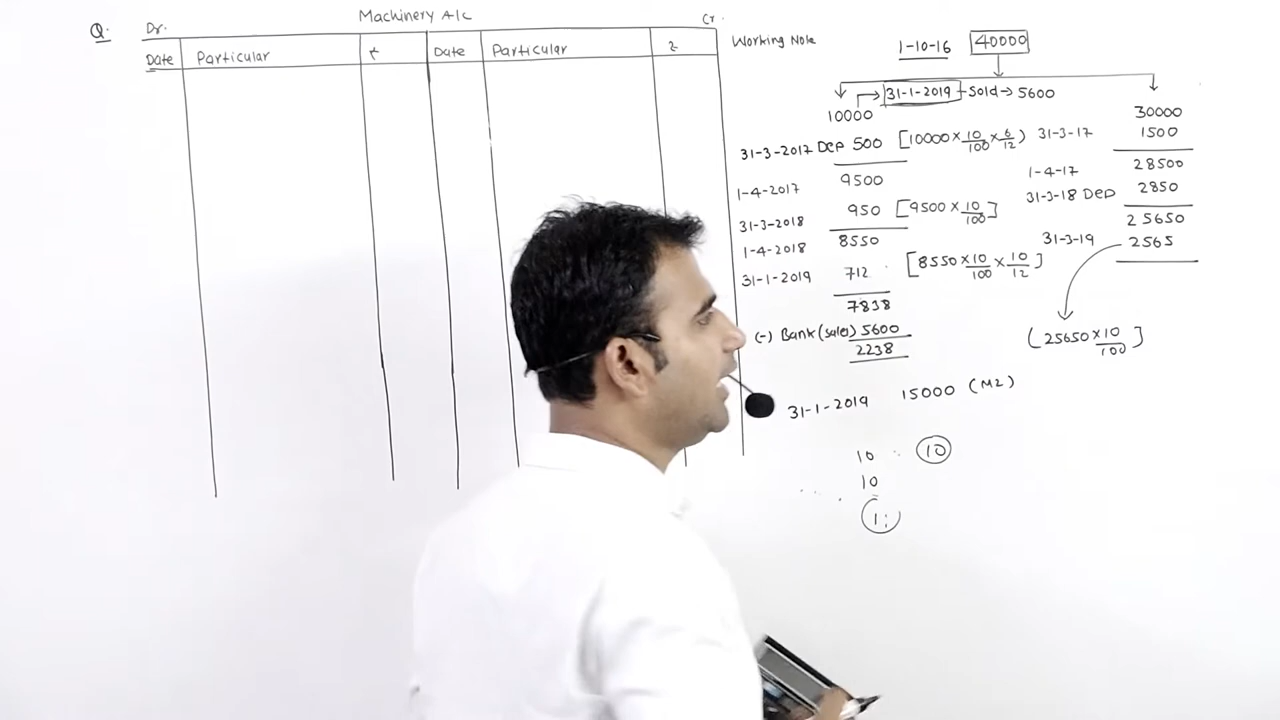 Q.
Dr. Machinery A/c Cr.
Date Particular ₹ Date Particular ₹
Working Note
1-10-16 40000
31-1-2019 Sold → 5600
10000
30000
31-3-2017 Dep 500 [10000 × 10/100 × 6/12)
31-3-17 1500
9500
28500
1-4-2017
1-4-17
31-3-2018 950 [9500 × 10/100]
31-3-18 Dep 2850
1-4-2018 8550
25650
31-1-2019 712 [8550 × 10/100 × 10/12]
31-3-19 2565
7838
(-) Bank (sales) 5600
(25650 × 10/100]
2238
31-1-2019 15000 (M2)
10 10
10